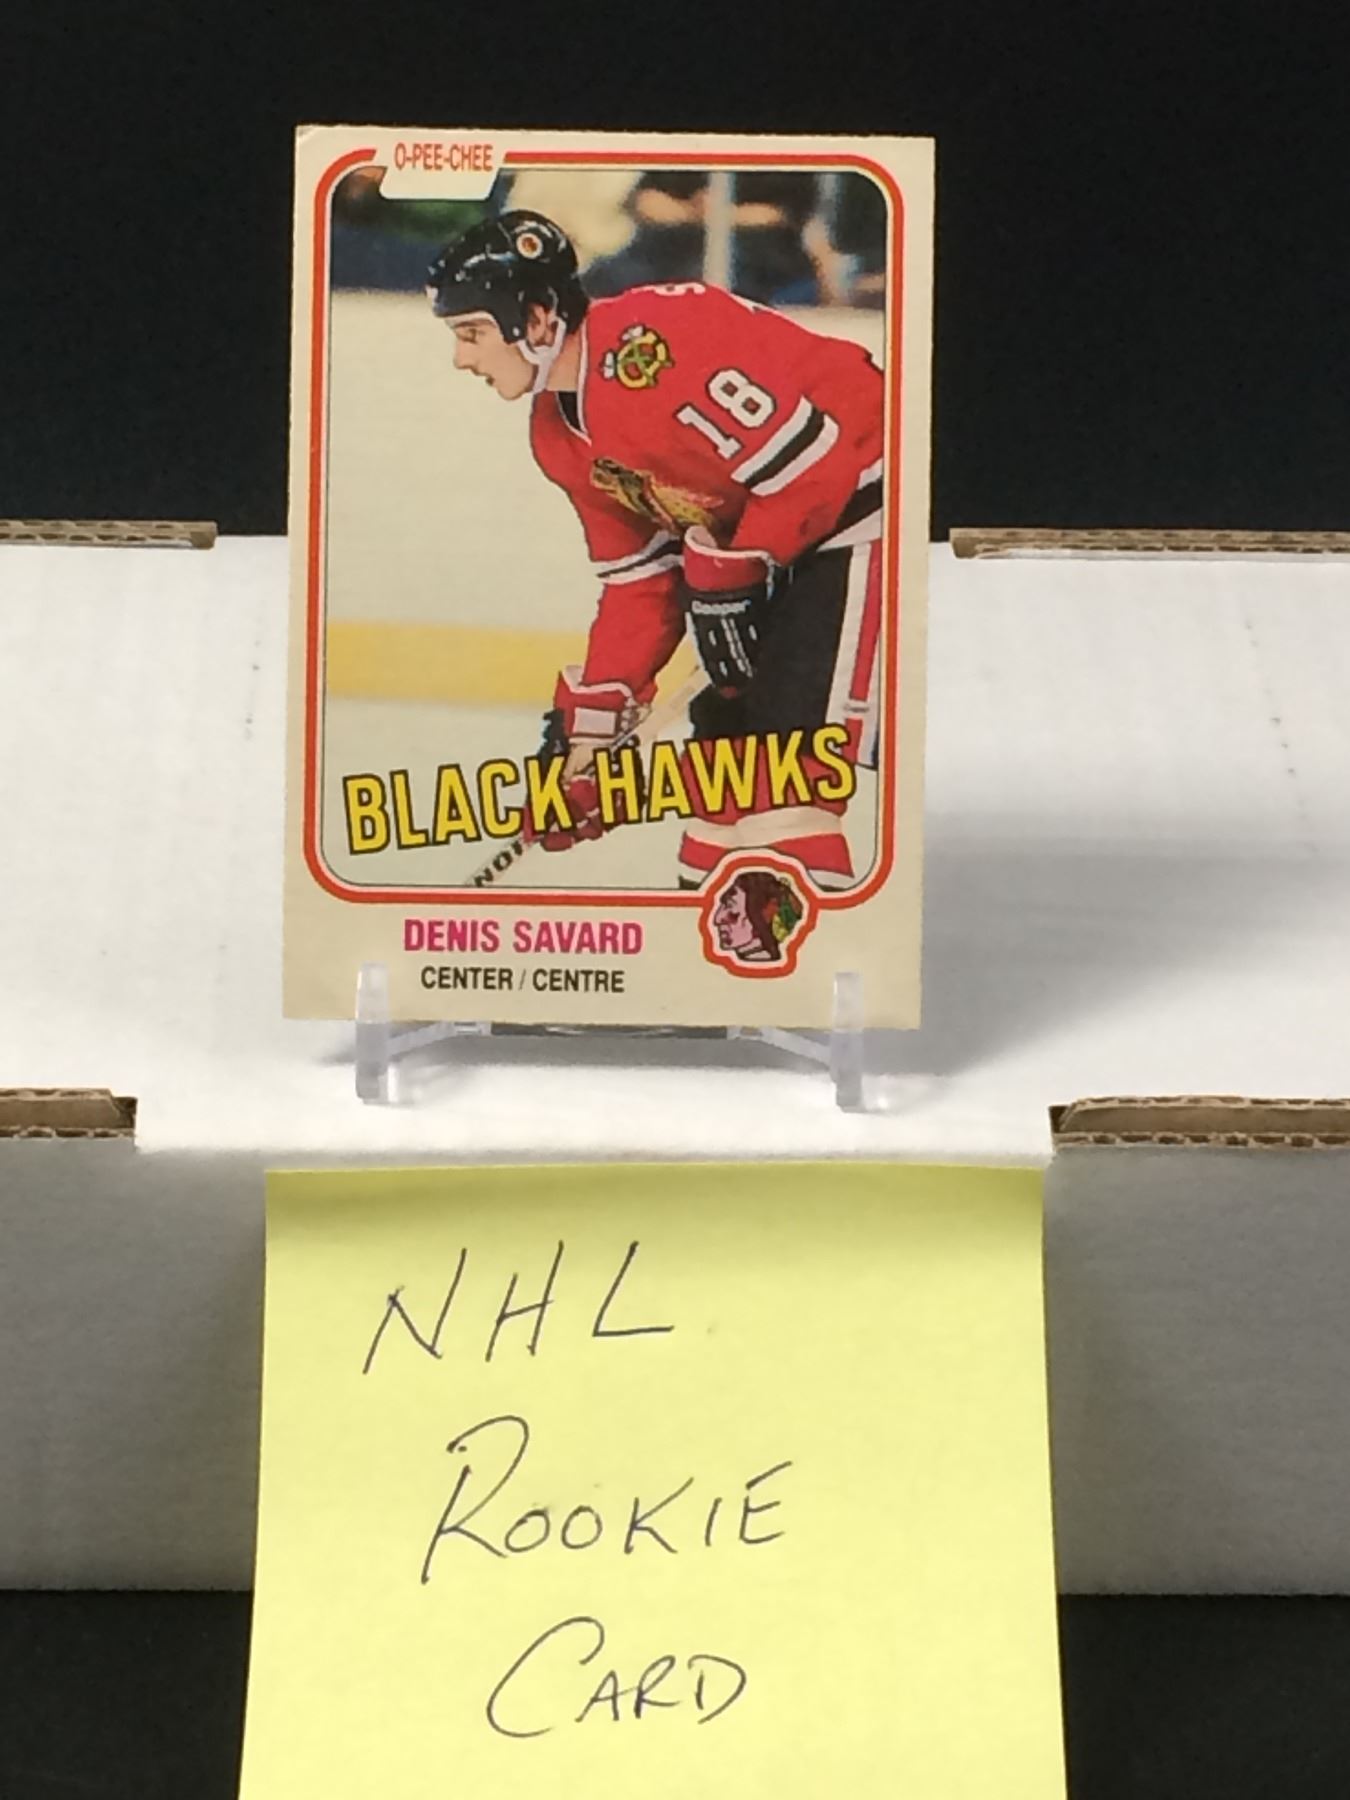 O-PEE-CHEE
18
Cooper
BLACK HAWKS
DENIS SAVARD
CENTER / CENTRE
NHL
ROOKIE
CARD